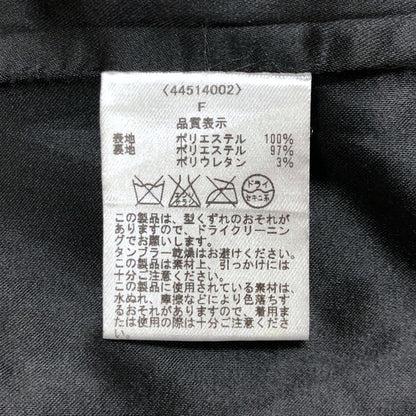 〈44514002〉
F
品質表示
表地 ポリエステル 100%
裏地 ポリエステル 97%
ポリウレタン 3%
ドライ
セキユ系
この製品は、型くずれのおそれが
ありますので、ドライクリーニン
グでお願いします。
タンブラー乾燥はお避けください。
この製品は素材上、引っかけには
十分ご注意ください。
この製品に使用されている素材は、
水ぬれ、摩擦などにより色落ちす
るおそれがありますので、着用ま
たは使用の際は十分ご注意くださ
い。